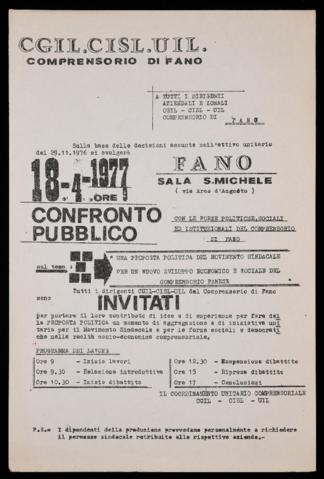 CGIL.CISL.UIL.
COMPRENSORIO DI FANO
A TUTTI I DIRIGENTI
AZIENDALI E ZONALI
CGIL - CISL - UIL
COMPRENSORIO DI
FANO
Sulla base delle decisioni assunte nell'attivo unitario
del 29.11.1976 si svolgerà
18-4-1977
ORE 9
FANO
SALA S.MICHELE
( via Arco d'Augusto )
CONFRONTO
PUBBLICO
CON LE FORZE POLITICHE,SOCIALI
ED ISTITUZIONALI DEL COMPRENSORIO
DI FANO
sul tema :
" UNA PROPOSTA POLITICA DEL MOVIMENTO SINDACALE
PER UN NUOVO SVILUPPO ECONOMICO E SOCIALE DEL
COMPRENSORIO FANESE
Tutti i dirigenti CGIL-CISL-UIL del Comprensorio di Fano
sono
INVITATI
per portare il loro contributo di idee e di esperienze per fare del
la PROPOSTA POLITICA un momento di aggregazione e di iniziativa uni
taria per il Movimento Sindacale e per le forze sociali e democrati
che nella realtà socio-economica comprensoriale.
PROGRAMMA DEI LAVORI
Ore 9 - Inizio lavori
Ore 9.30 - Relazione introduttiva
Ore 10.30 - Inizio dibattito
Ore 12.30 - Sospensione dibattito
Ore 15 - Ripresa dibattito
Ore 17 - Conclusioni
IL COORDINAMENTO UNITARIO COMPRENSORIALE
CGIL - CISL - UIL
P.S.= I dipendenti della produzione provvedano personalmente a richiedere
il permesso sindacale retribuito alle rispettive aziende.-